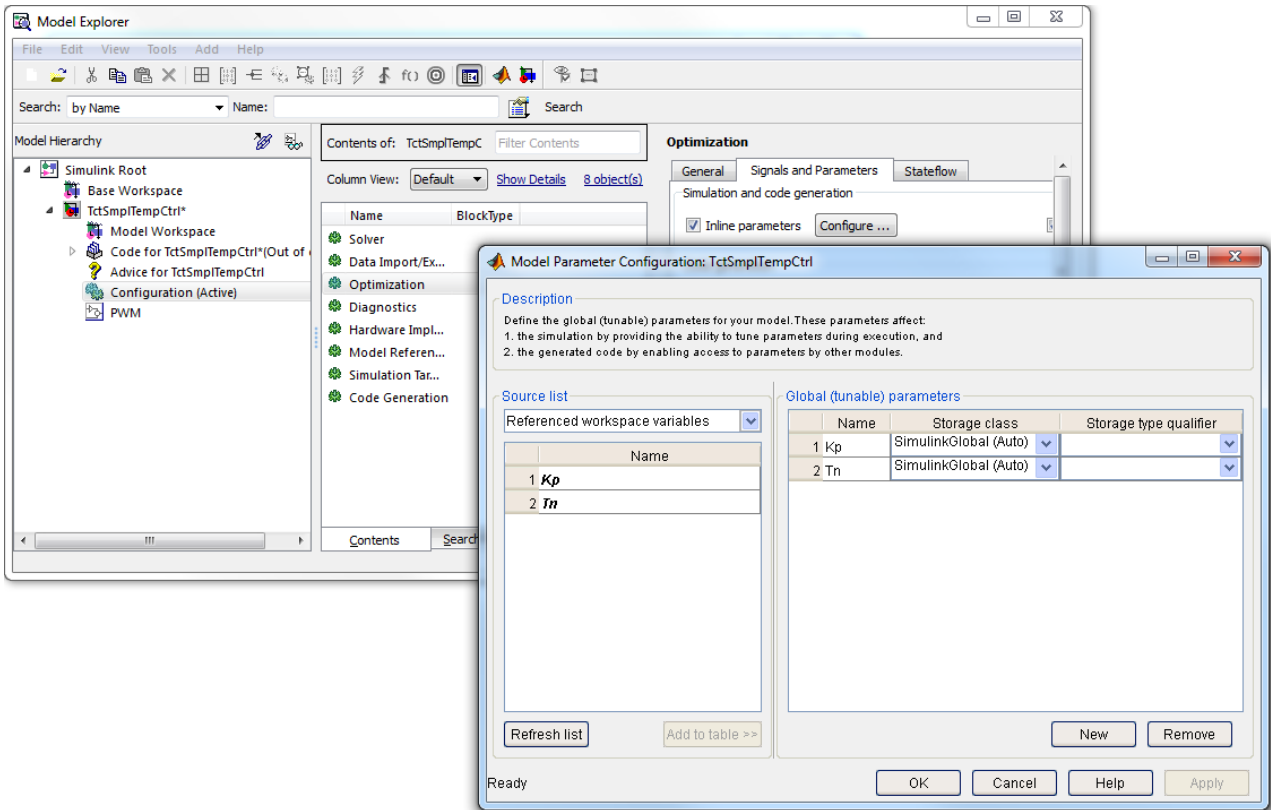 Model Explorer
File Edit View Tools Add Help
Search: by Name Name: Search
Model Hierarchy
Simulink Root
Base Workspace
TctSmplTempCtrl*
Model Workspace
Code for TctSmplTempCtrl*(Out of
Advice for TctSmplTempCtrl
Configuration (Active)
PWM
Contents of: TctSmplTempC Filter Contents
Column View: Default Show Details 8 object(s)
Name BlockType
Solver
Data Import/Ex...
Optimization
Diagnostics
Hardware Impl...
Model Referen...
Simulation Tar...
Code Generation
Contents Search
Optimization
General Signals and Parameters Stateflow
Simulation and code generation
Inline parameters Configure ...
Model Parameter Configuration: TctSmplTempCtrl
Description
Define the global (tunable) parameters for your model.These parameters affect:
1. the simulation by providing the ability to tune parameters during execution, and
2. the generated code by enabling access to parameters by other modules.
Source list
Referenced workspace variables
Name
1 Kp
2 Tn
Refresh list Add to table >>
Global (tunable) parameters
Name Storage class Storage type qualifier
1 Kp SimulinkGlobal (Auto)
2 Tn SimulinkGlobal (Auto)
New Remove
Ready OK Cancel Help Apply